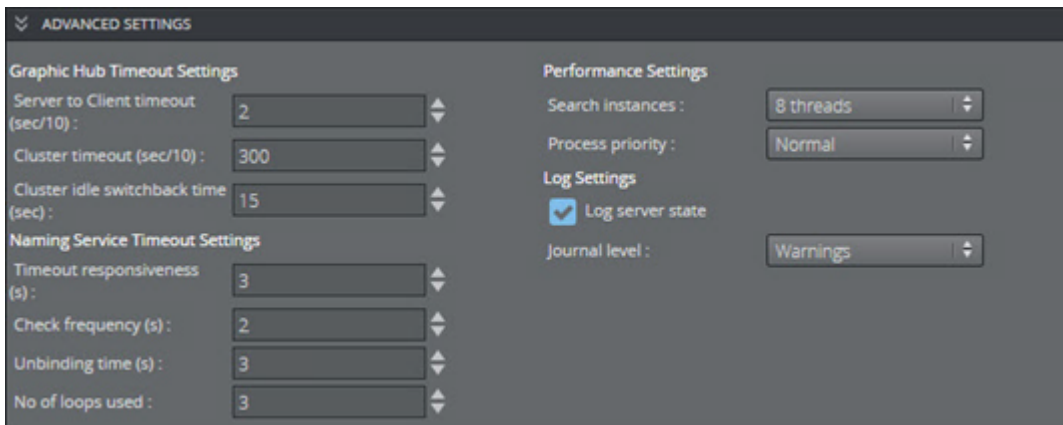 ADVANCED SETTINGS
Graphic Hub Timeout Settings
Server to Client timeout
(sec/10) :
2
Cluster timeout (sec/10) :
300
Cluster idle switchback time
(sec) :
15
Naming Service Timeout Settings
Timeout responsiveness
(s) :
3
Check frequency (s) :
2
Unbinding time (s) :
3
No of loops used :
3
Performance Settings
Search instances :
8 threads
Process priority :
Normal
Log Settings
Log server state
Journal level :
Warnings